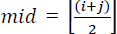 mid = ⌊(i+j)/2⌋